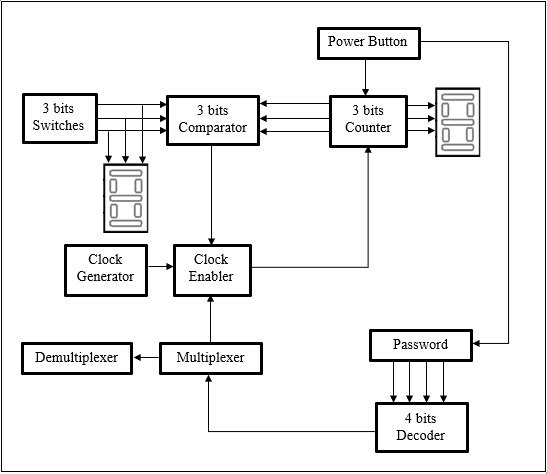 Power Button
3 bits
Switches
3 bits
Comparator
3 bits
Counter
Clock
Generator
Clock
Enabler
Demultiplexer
Multiplexer
Password
4 bits
Decoder